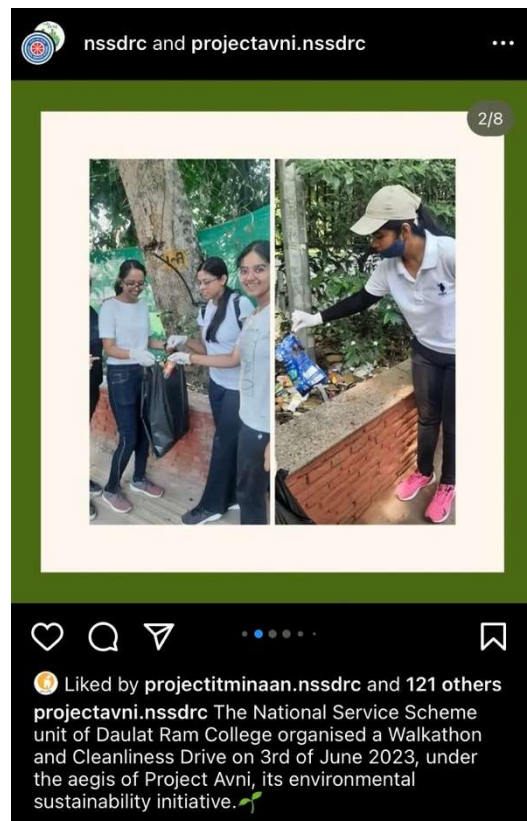 nssdrc and projectavni.nssdrc
2/8
Liked by projectitminaan.nssdrc and 121 others
projectavni.nssdrc The National Service Scheme
unit of Daulat Ram College organised a Walkathon
and Cleanliness Drive on 3rd of June 2023, under
the aegis of Project Avni, its environmental
sustainability initiative.🌱